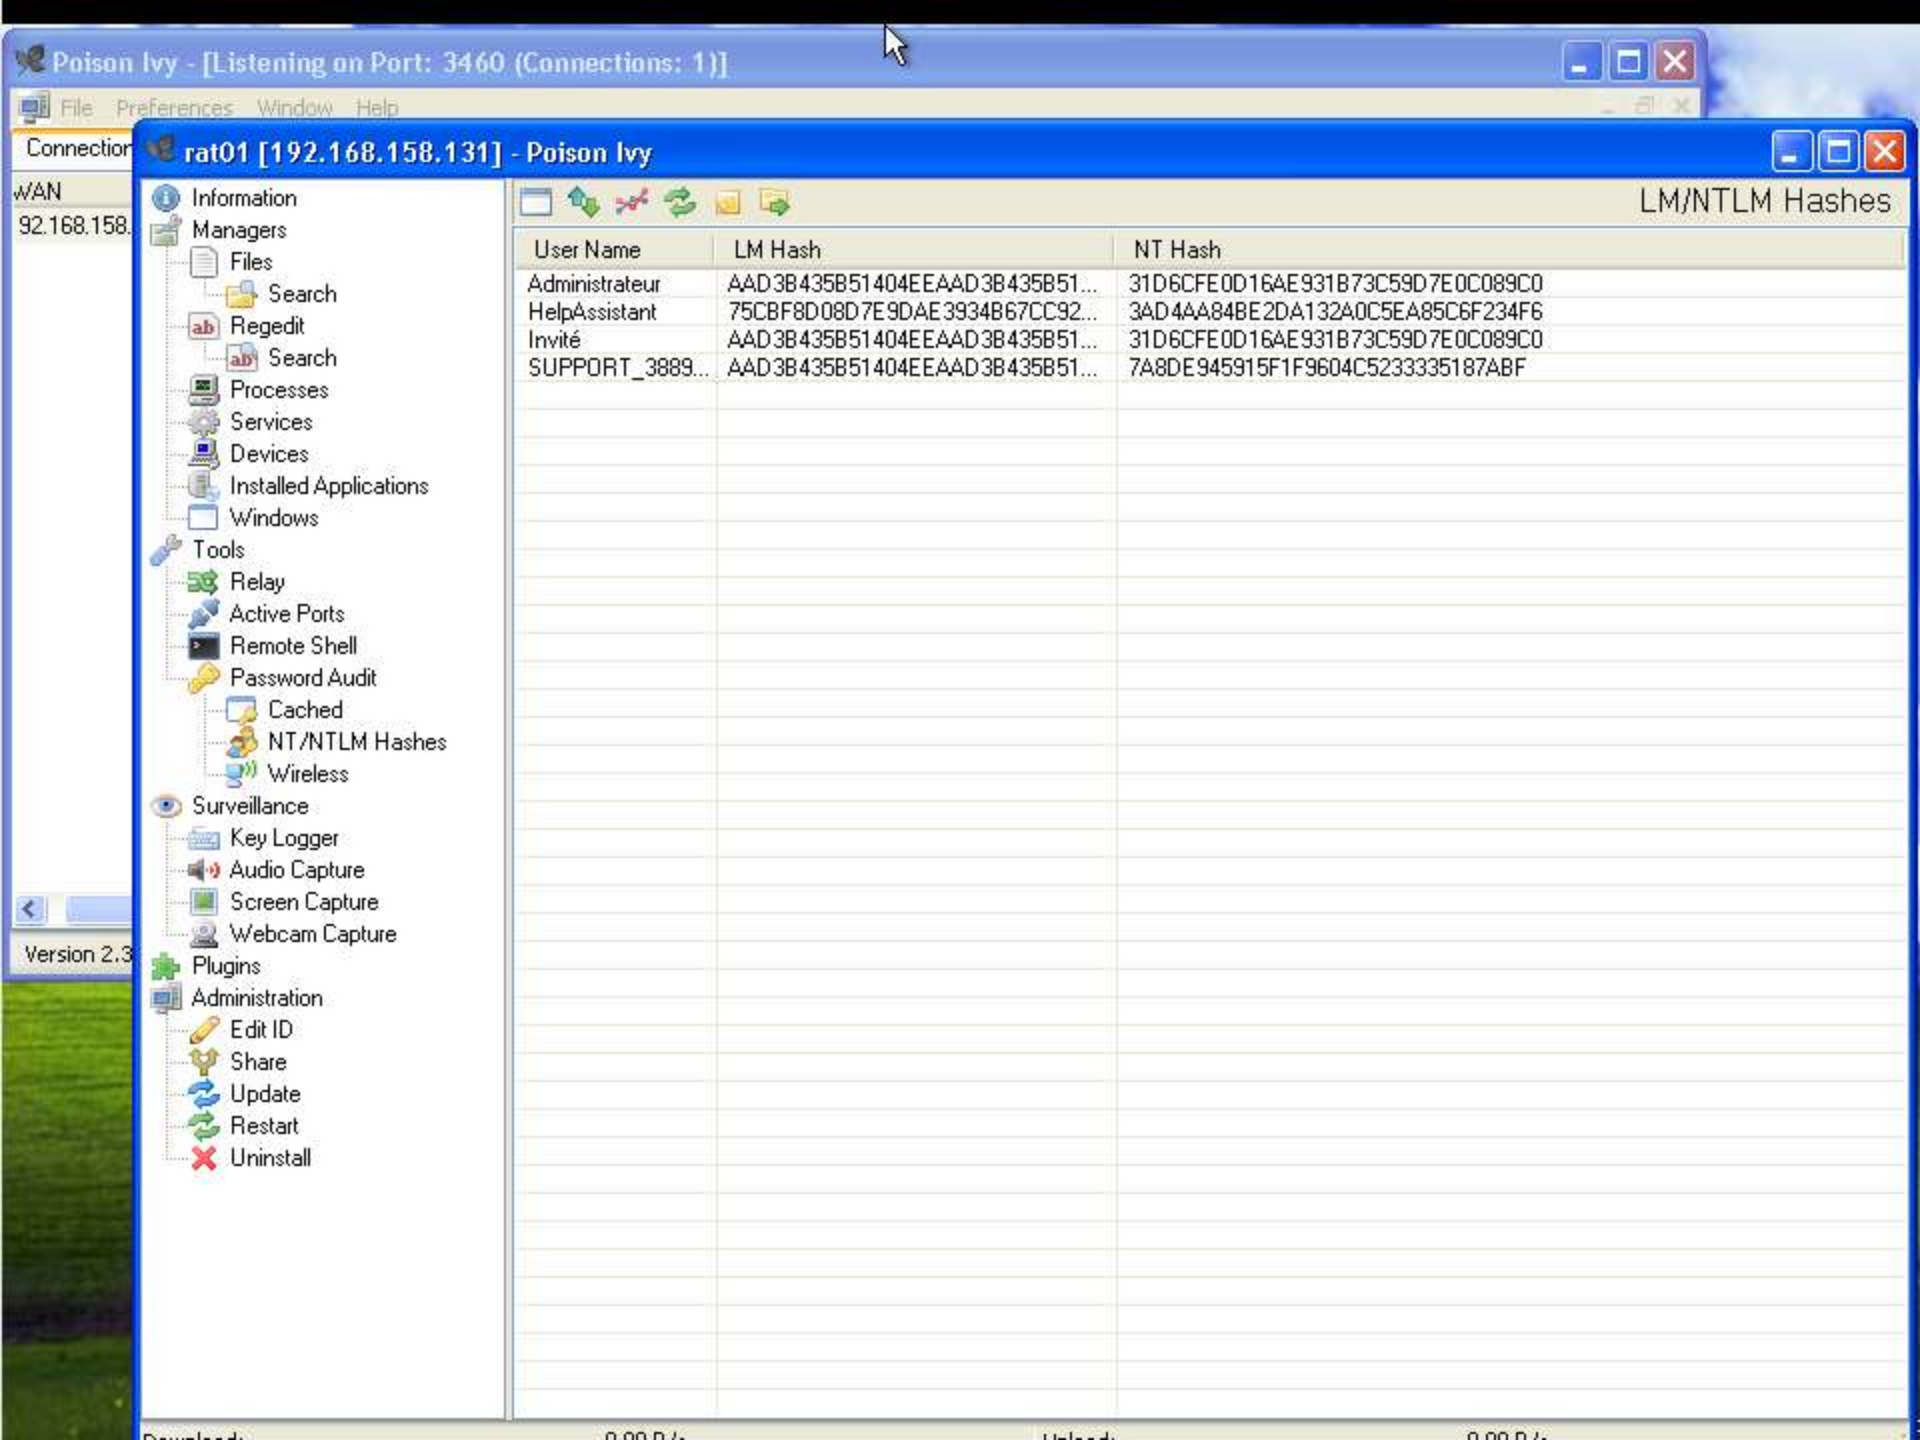 Poison Ivy - [Listening on Port: 3460 (Connections: 1)]
File Preferences Window Help
Connection
WAN
92.168.158.
Version 2.3
rat01 [192.168.158.131] - Poison Ivy
Information
Managers
Files
Search
Regedit
Search
Processes
Services
Devices
Installed Applications
Windows
Tools
Relay
Active Ports
Remote Shell
Password Audit
Cached
NT/NTLM Hashes
Wireless
Surveillance
Key Logger
Audio Capture
Screen Capture
Webcam Capture
Plugins
Administration
Edit ID
Share
Update
Restart
Uninstall
LM/NTLM Hashes
User Name LM Hash NT Hash
Administrateur AAD3B435B51404EEAAD3B435B51... 31D6CFE0D16AE931B73C59D7E0C089C0
HelpAssistant 75CBF8D08D7E9DAE3934B67CC92... 3AD4AA84BE2DA132A0C5EA85C6F234F6
Invité AAD3B435B51404EEAAD3B435B51... 31D6CFE0D16AE931B73C59D7E0C089C0
SUPPORT_3889... AAD3B435B51404EEAAD3B435B51... 7A8DE945915F1F9604C5233335187ABF